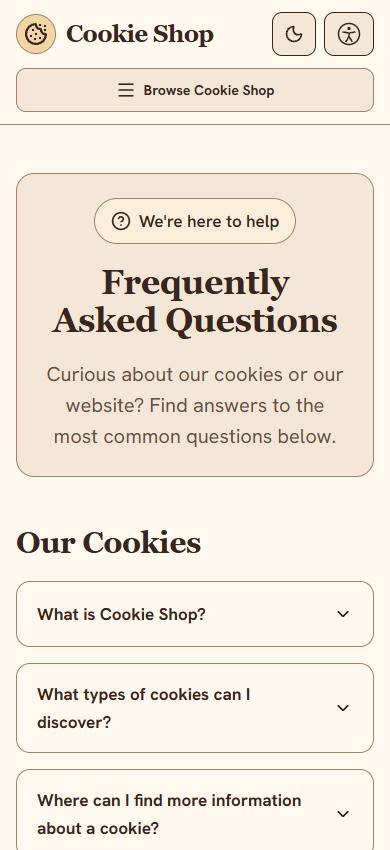 Cookie Shop
Browse Cookie Shop
We're here to help
Frequently
Asked Questions
Curious about our cookies or our
website? Find answers to the
most common questions below.
Our Cookies
What is Cookie Shop?
What types of cookies can I
discover?
Where can I find more information
about a cookie?